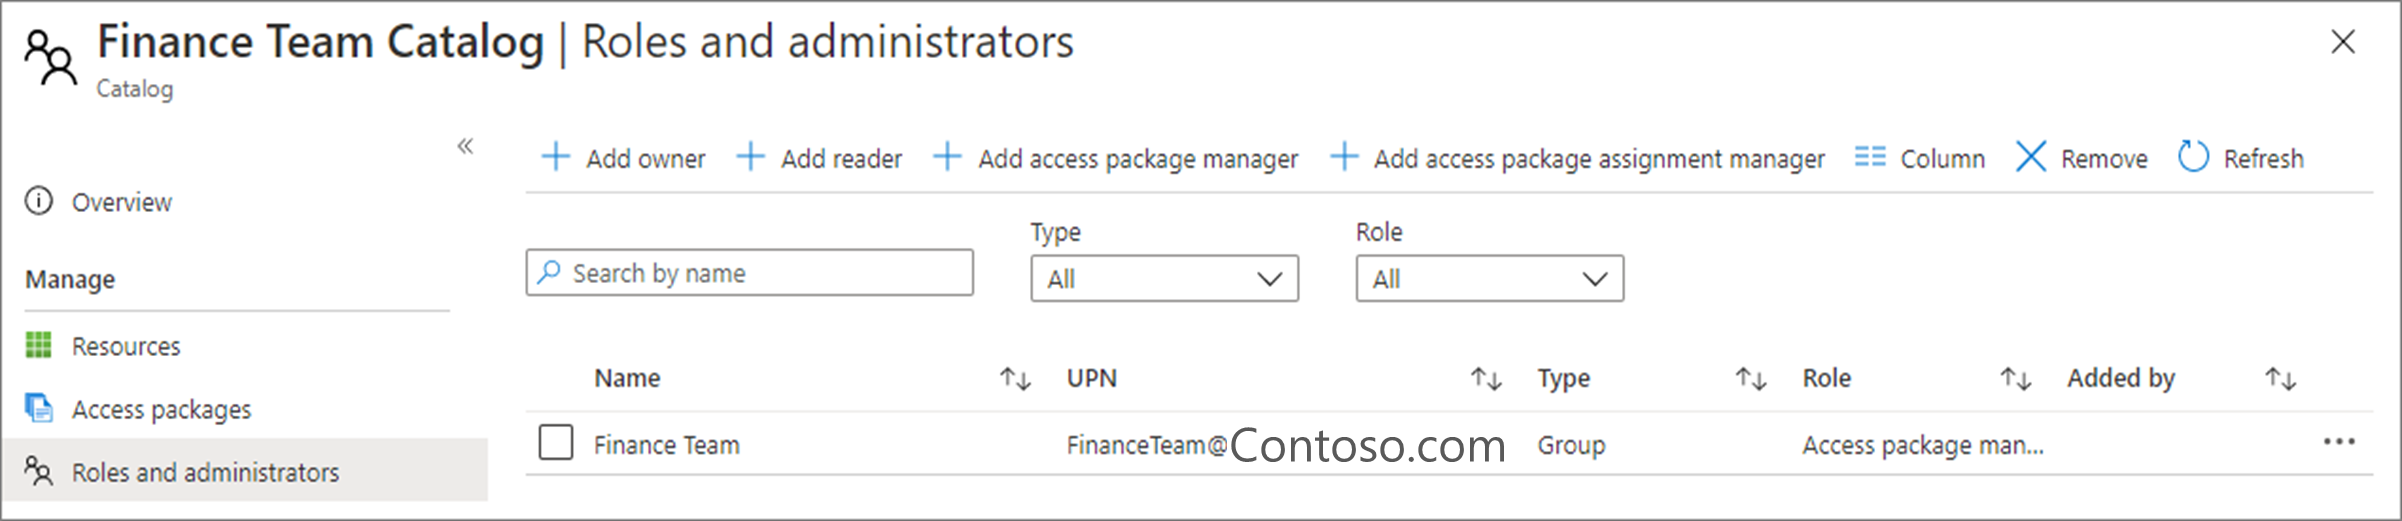 Finance Team Catalog | Roles and administrators
Catalog
«
Add owner Add reader Add access package manager Add access package assignment manager Column Remove Refresh
Overview
Type Role
Search by name All All
Manage
Resources
Name UPN Type Role Added by
Access packages
Finance Team FinanceTeam@Contoso.com Group Access package man... ...
Roles and administrators